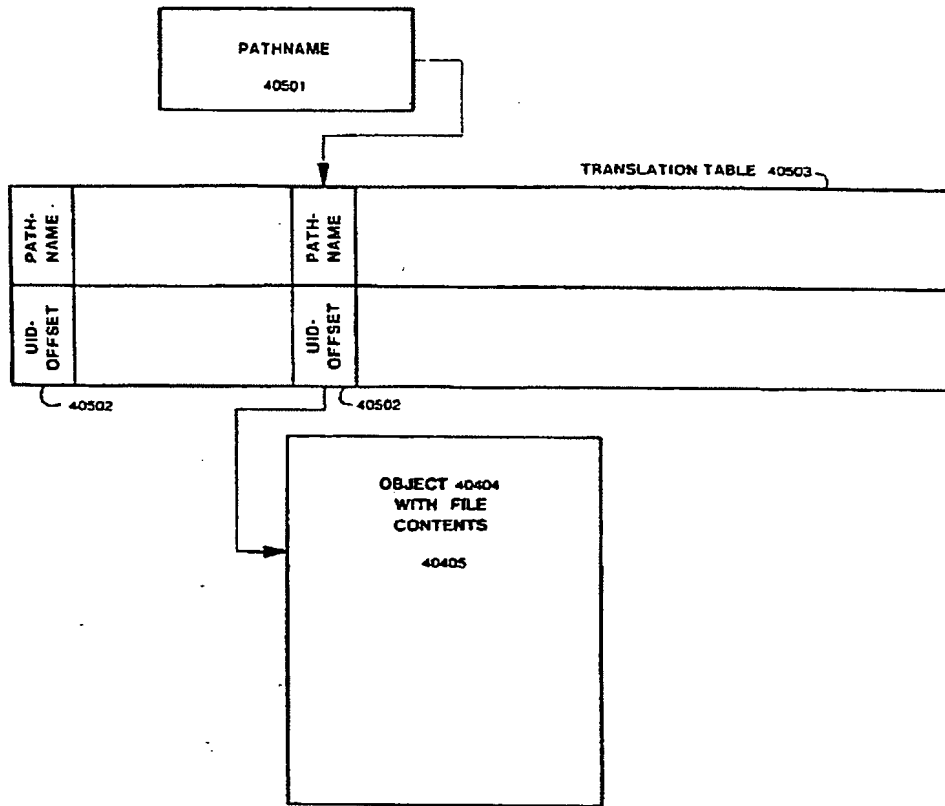 PATHNAME
40501
TRANSLATION TABLE 40503
PATH-
NAME
PATH-
NAME
UID-
OFFSET
UID-
OFFSET
40502
40502
OBJECT 40404
WITH FILE
CONTENTS
40405